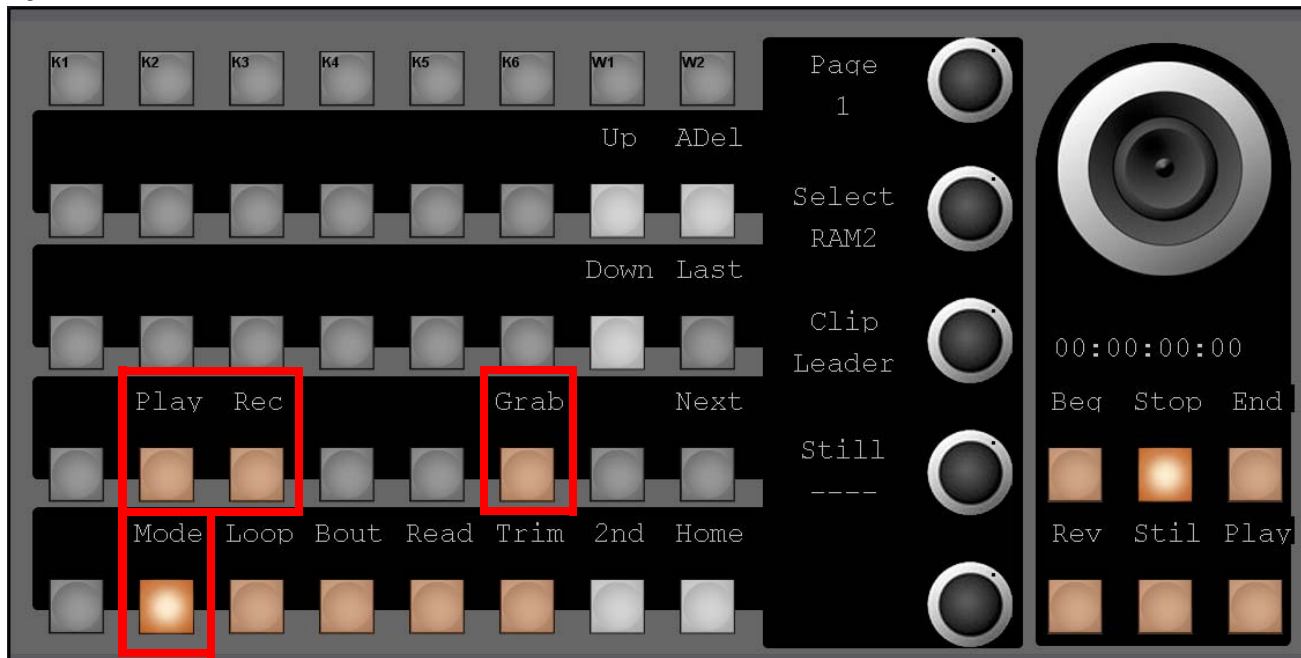 K1 K2 K3 K4 K5 K6 W1 W2
Up ADel
Down Last
Play Rec Grab Next
Mode Loop Bout Read Trim 2nd Home
Page
1
Select
RAM2
Clip
Leader
Still
----
00:00:00:00
Beg Stop End
Rev Stil Play